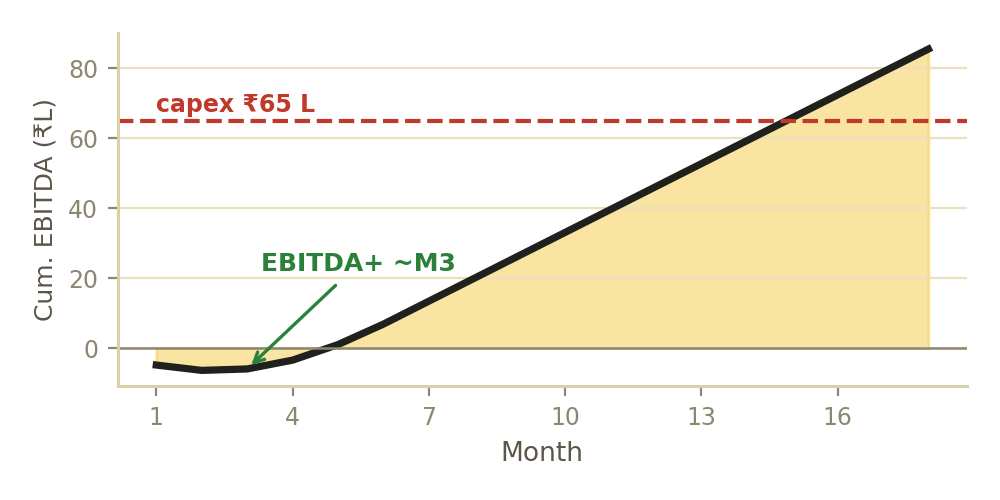 80
capex ₹65 L
60
40
EBITDA+ ~M3
20
0
Cum. EBITDA (₹L)
1 4 7 10 13 16
Month